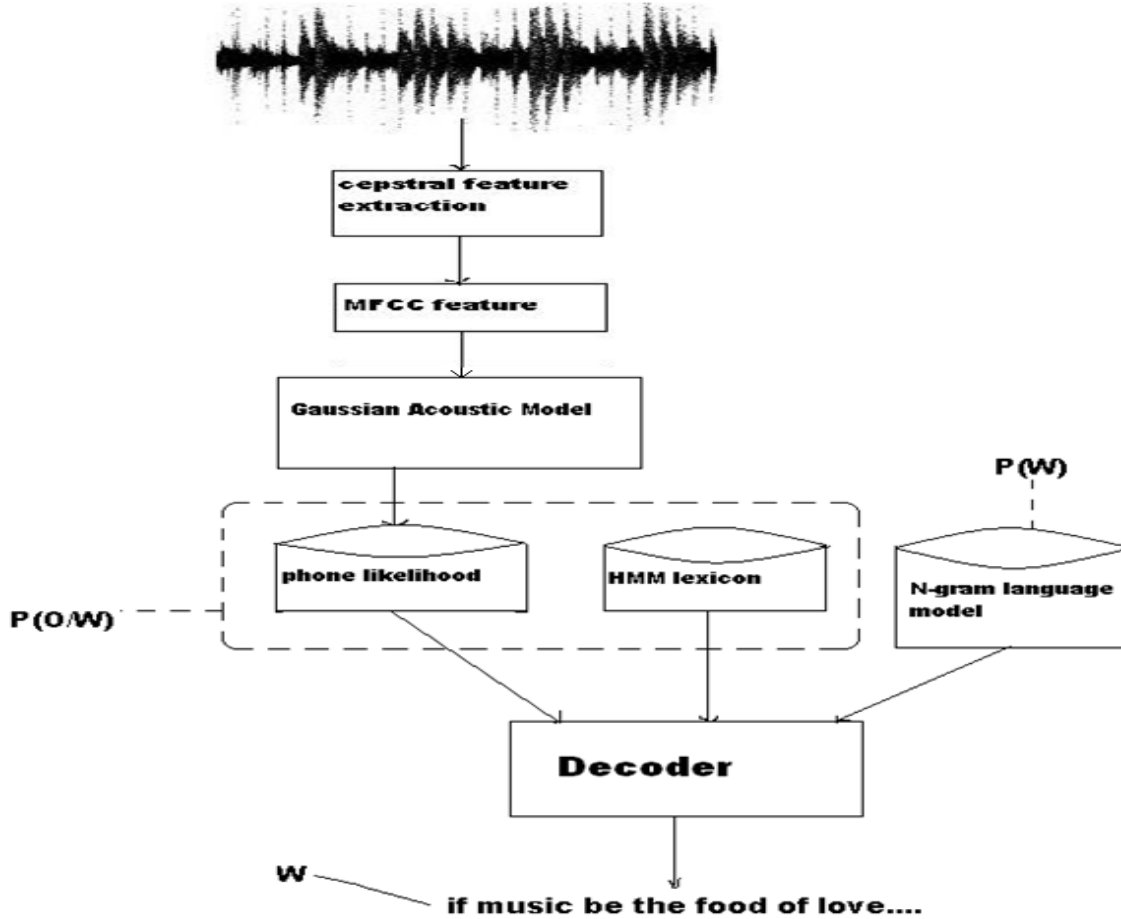 cepstral feature
extraction
MFCC feature
Gaussian Acoustic Model
P(W)
phone likelihood
HMM lexicon
N-gram language
model
P(O/W)
Decoder
W
if music be the food of love....